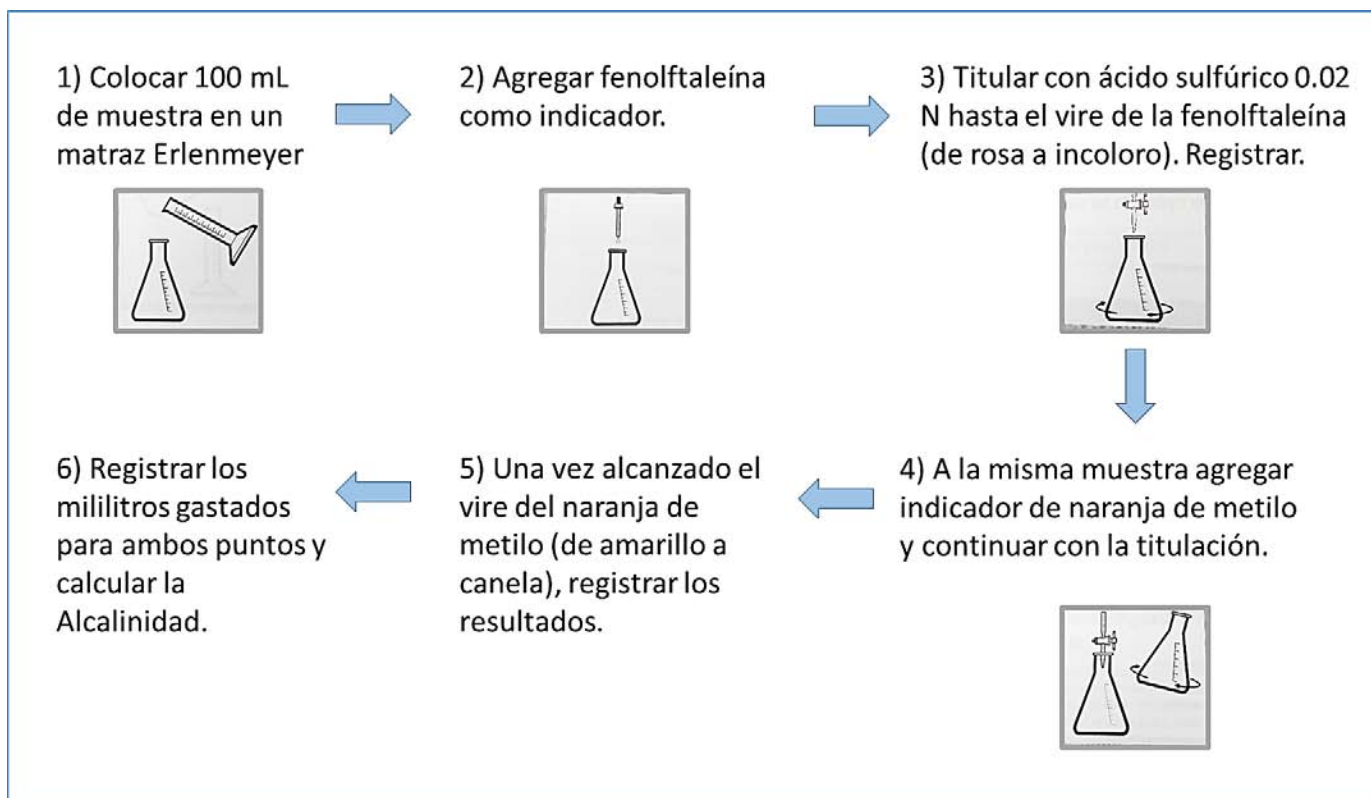 1) Colocar 100 mL
de muestra en un
matraz Erlenmeyer
2) Agregar fenolftaleína
como indicador.
3) Titular con ácido sulfúrico 0.02
N hasta el vire de la fenolftaleína
(de rosa a incoloro). Registrar.
4) A la misma muestra agregar
indicador de naranja de metilo
y continuar con la titulación.
5) Una vez alcanzado el
vire del naranja de
metilo (de amarillo a
canela), registrar los
resultados.
6) Registrar los
mililitros gastados
para ambos puntos y
calcular la
Alcalinidad.